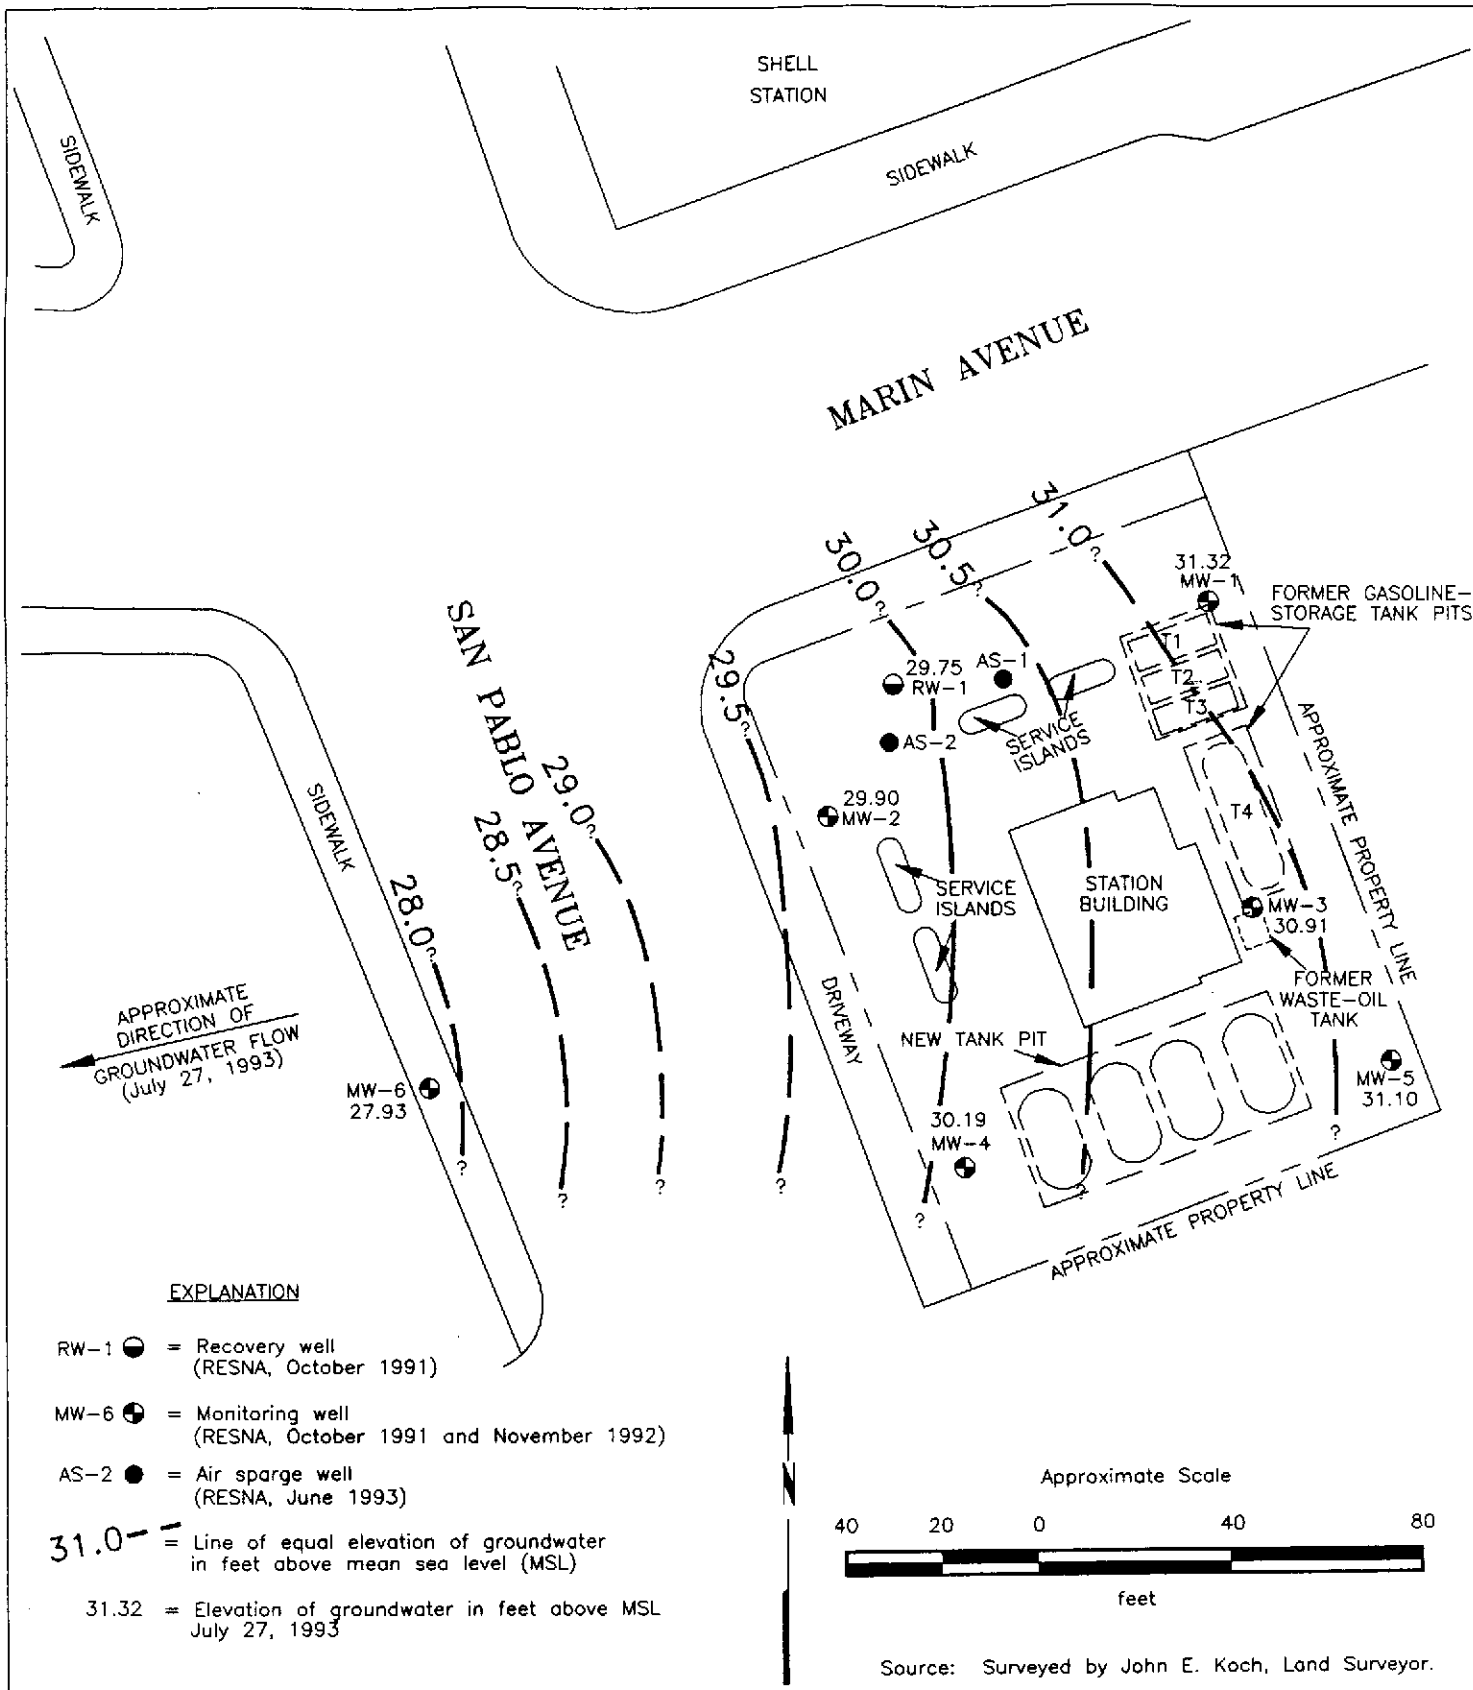 SHELL
STATION
SIDEWALK
SIDEWALK
MARIN AVENUE
31.0
?
30.5
?
30.0
?
31.32
MW-1
FORMER GASOLINE-
STORAGE TANK PITS
T1
T2
T3
T4
29.75
RW-1
AS-1
AS-2
SERVICE
ISLANDS
29.5
?
SAN PABLO AVENUE
29.0
?
28.5
?
28.0
?
SIDEWALK
29.90
MW-2
SERVICE
ISLANDS
STATION
BUILDING
MW-3
30.91
APPROXIMATE PROPERTY LINE
FORMER
WASTE-OIL
TANK
DRIVEWAY
NEW TANK PIT
APPROXIMATE
DIRECTION OF
GROUNDWATER FLOW
(July 27, 1993)
MW-6
27.93
MW-5
31.10
30.19
MW-4
?
?
?
?
?
?
?
APPROXIMATE PROPERTY LINE
EXPLANATION
RW-1 = Recovery well
(RESNA, October 1991)
MW-6 = Monitoring well
(RESNA, October 1991 and November 1992)
AS-2 = Air sparge well
(RESNA, June 1993)
31.0 = Line of equal elevation of groundwater
in feet above mean sea level (MSL)
31.32 = Elevation of groundwater in feet above MSL
July 27, 1993
N
Approximate Scale
40 20 0 40 80
feet
Source: Surveyed by John E. Koch, Land Surveyor.